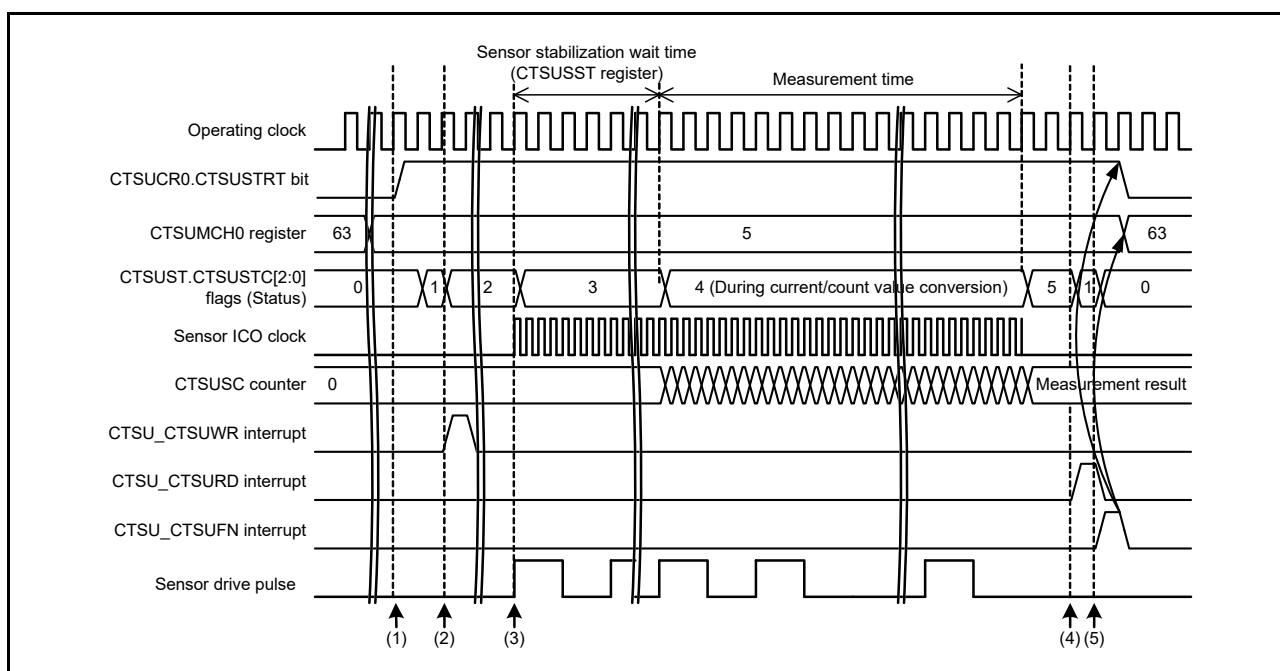 Sensor stabilization wait time
(CTSUSST register)
Measurement time
Operating clock
CTSUCR0.CTSUSTRT bit
CTSUMCH0 register
63
5
63
CTSUST.CTSUSTC[2:0]
flags (Status)
0
1
2
3
4 (During current/count value conversion)
5
1
0
Sensor ICO clock
CTSUSC counter
0
Measurement result
CTSU_CTSUWR interrupt
CTSU_CTSURD interrupt
CTSU_CTSUFN interrupt
Sensor drive pulse
(1)
(2)
(3)
(4)
(5)